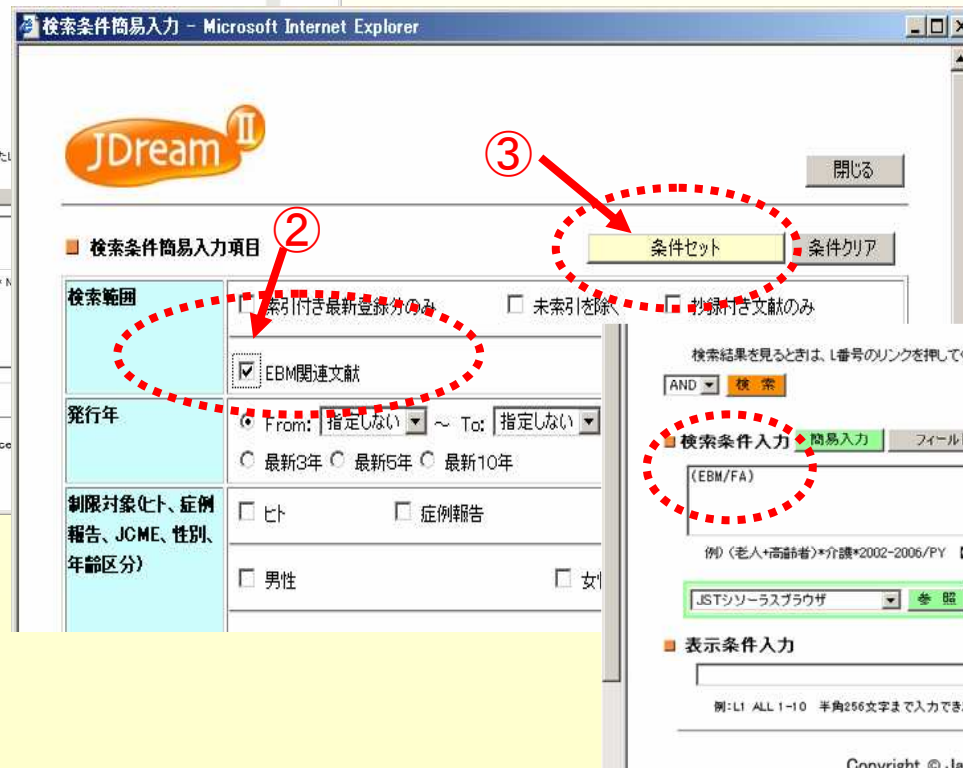 検索条件簡易入力 - Microsoft Internet Explorer
JDream II
③
閉じる
■ 検索条件簡易入力項目
②
条件セット
条件クリア
検索範囲
索引付き最新登録分のみ
未索引を除く
抄録付き文献のみ
EBM関連文献
発行年
From: 指定しない ～ To: 指定しない
最新3年 最新5年 最新10年
制限対象(ヒト、症例
報告、JCME、性別、
年齢区分)
ヒト
症例報告
男性
検索結果を見るときは、L番号のリンクを押して
AND 検 索
■検索条件入力 簡易入力 フィール
(EBM/FA)
例)(老人+高齢者)*介護*2002-2006/PY
JSTシソーラスブラウザ 参 照
■ 表示条件入力
例:L1 ALL 1-10 半角256文字まで入力でき
Copyright © Ja